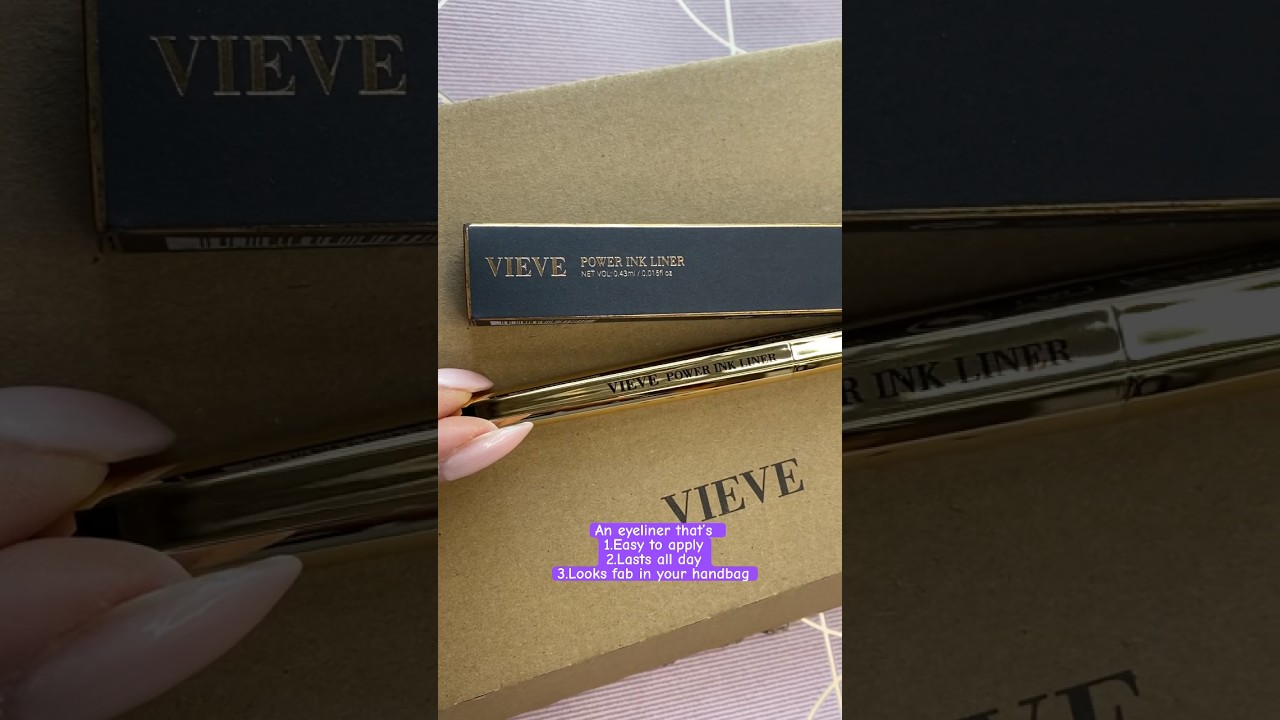 VIEVE
VIEVE POWER INK LINER
NET VOL:0.43ml / 0.015fl oz
VIEVE POWER INK LINER
R INK LINER
VIEVE
An eyeliner that's
1.Easy to apply
2.Lasts all day
3.Looks fab in your handbag
VE